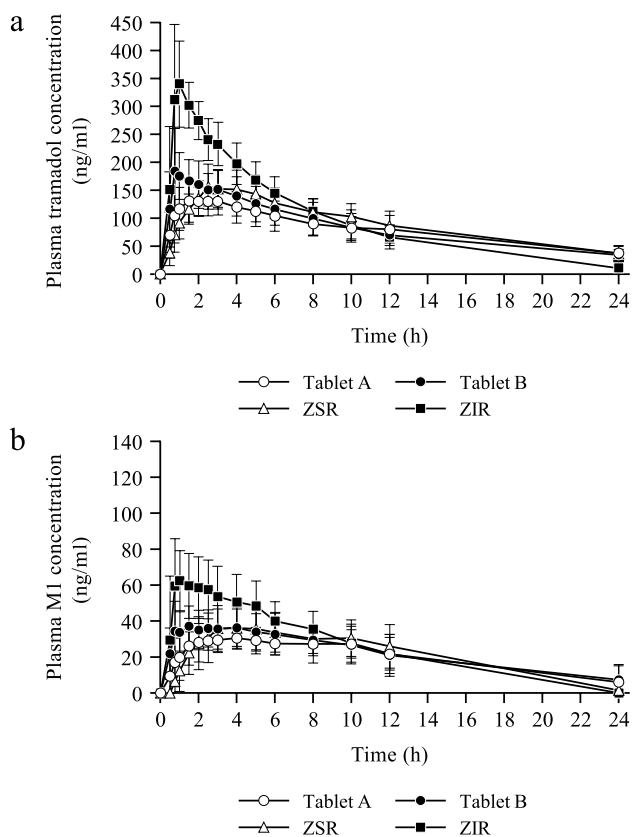 a
Plasma tramadol concentration
(ng/ml)
450
400
350
300
250
200
150
100
50
0
0 2 4 6 8 10 12 14 16 18 20 22 24
Time (h)
Tablet A Tablet B
ZSR ZIR
b
Plasma M1 concentration
(ng/ml)
140
120
100
80
60
40
20
0
0 2 4 6 8 10 12 14 16 18 20 22 24
Time (h)
Tablet A Tablet B
ZSR ZIR